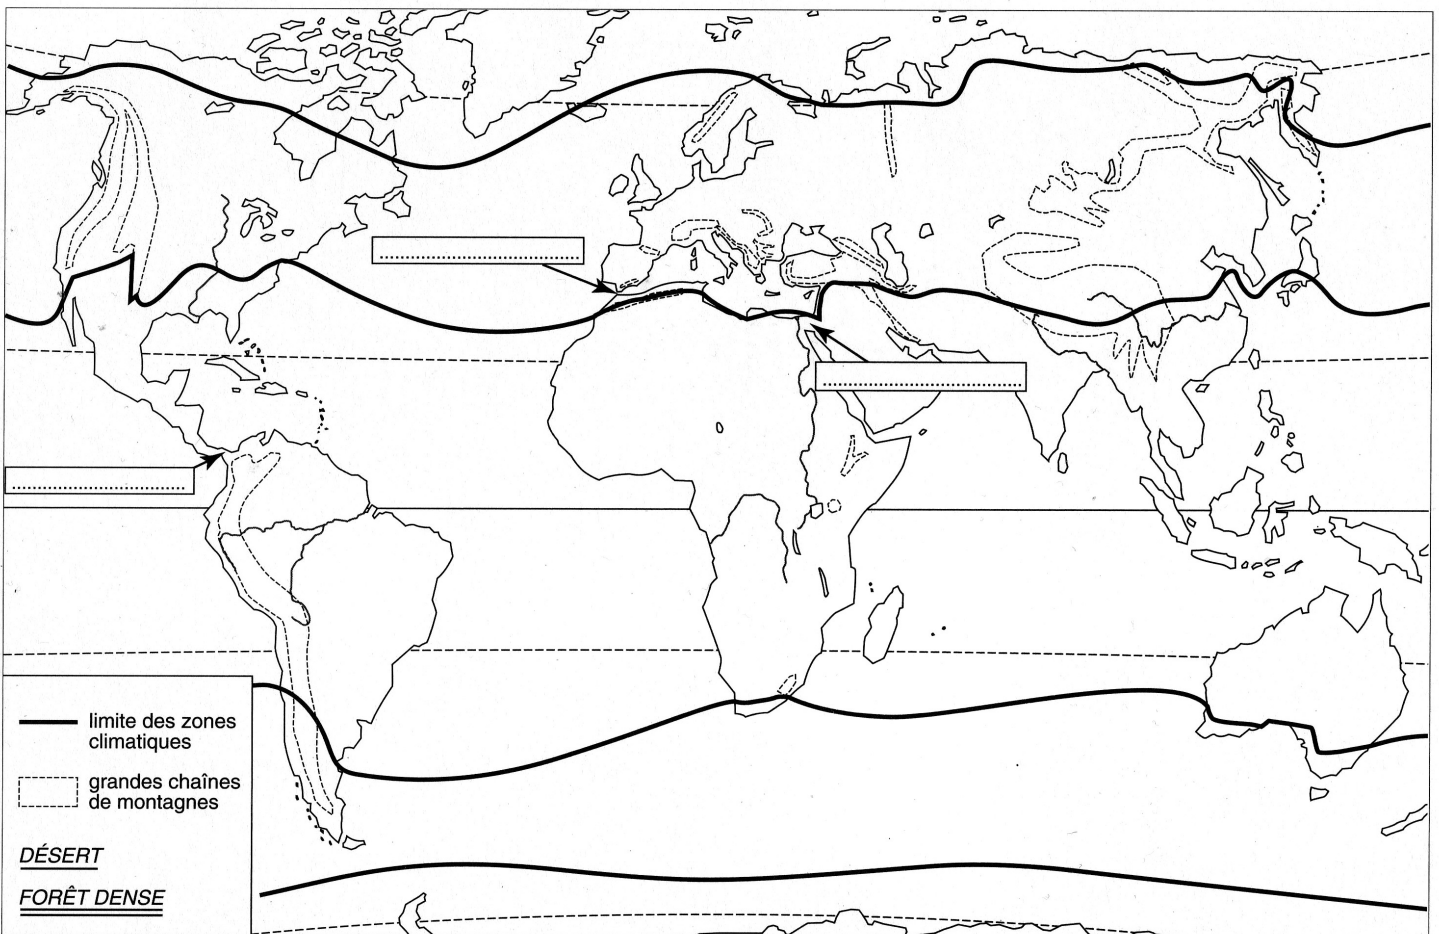 limite des zones
climatiques
grandes chaînes
de montagnes
DÉSERT
FORÊT DENSE